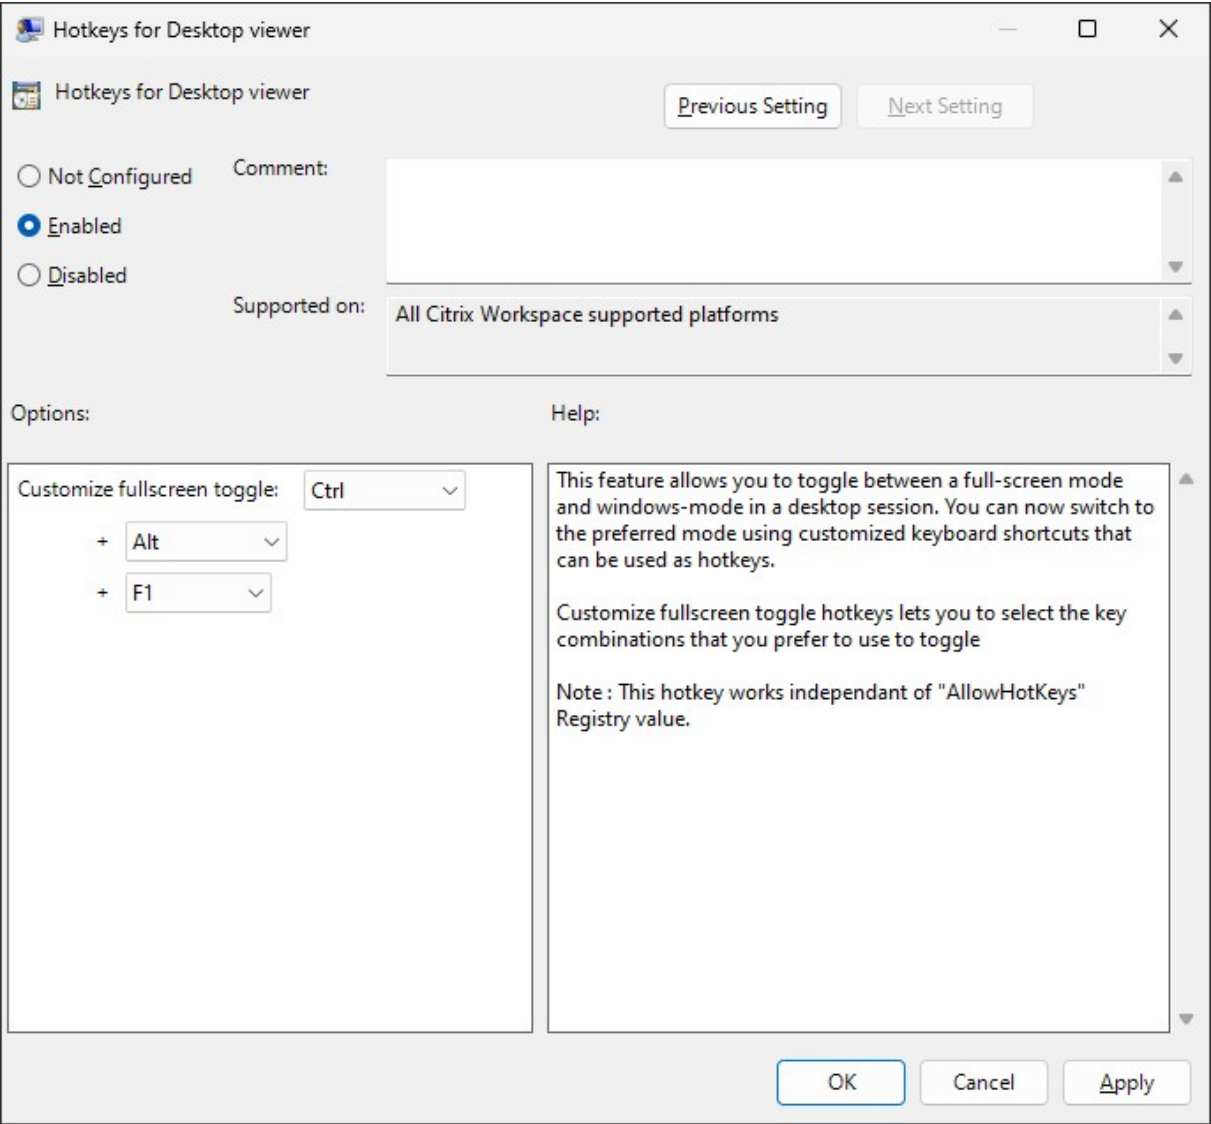 Hotkeys for Desktop viewer
Hotkeys for Desktop viewer
Previous Setting
Next Setting
Not Configured
Comment:
Enabled
Disabled
Supported on:
All Citrix Workspace supported platforms
Options:
Help:
Customize fullscreen toggle: Ctrl
+ Alt
+ F1
This feature allows you to toggle between a full-screen mode
and windows-mode in a desktop session. You can now switch to
the preferred mode using customized keyboard shortcuts that
can be used as hotkeys.
Customize fullscreen toggle hotkeys lets you to select the key
combinations that you prefer to use to toggle
Note : This hotkey works independant of "AllowHotKeys"
Registry value.
OK
Cancel
Apply